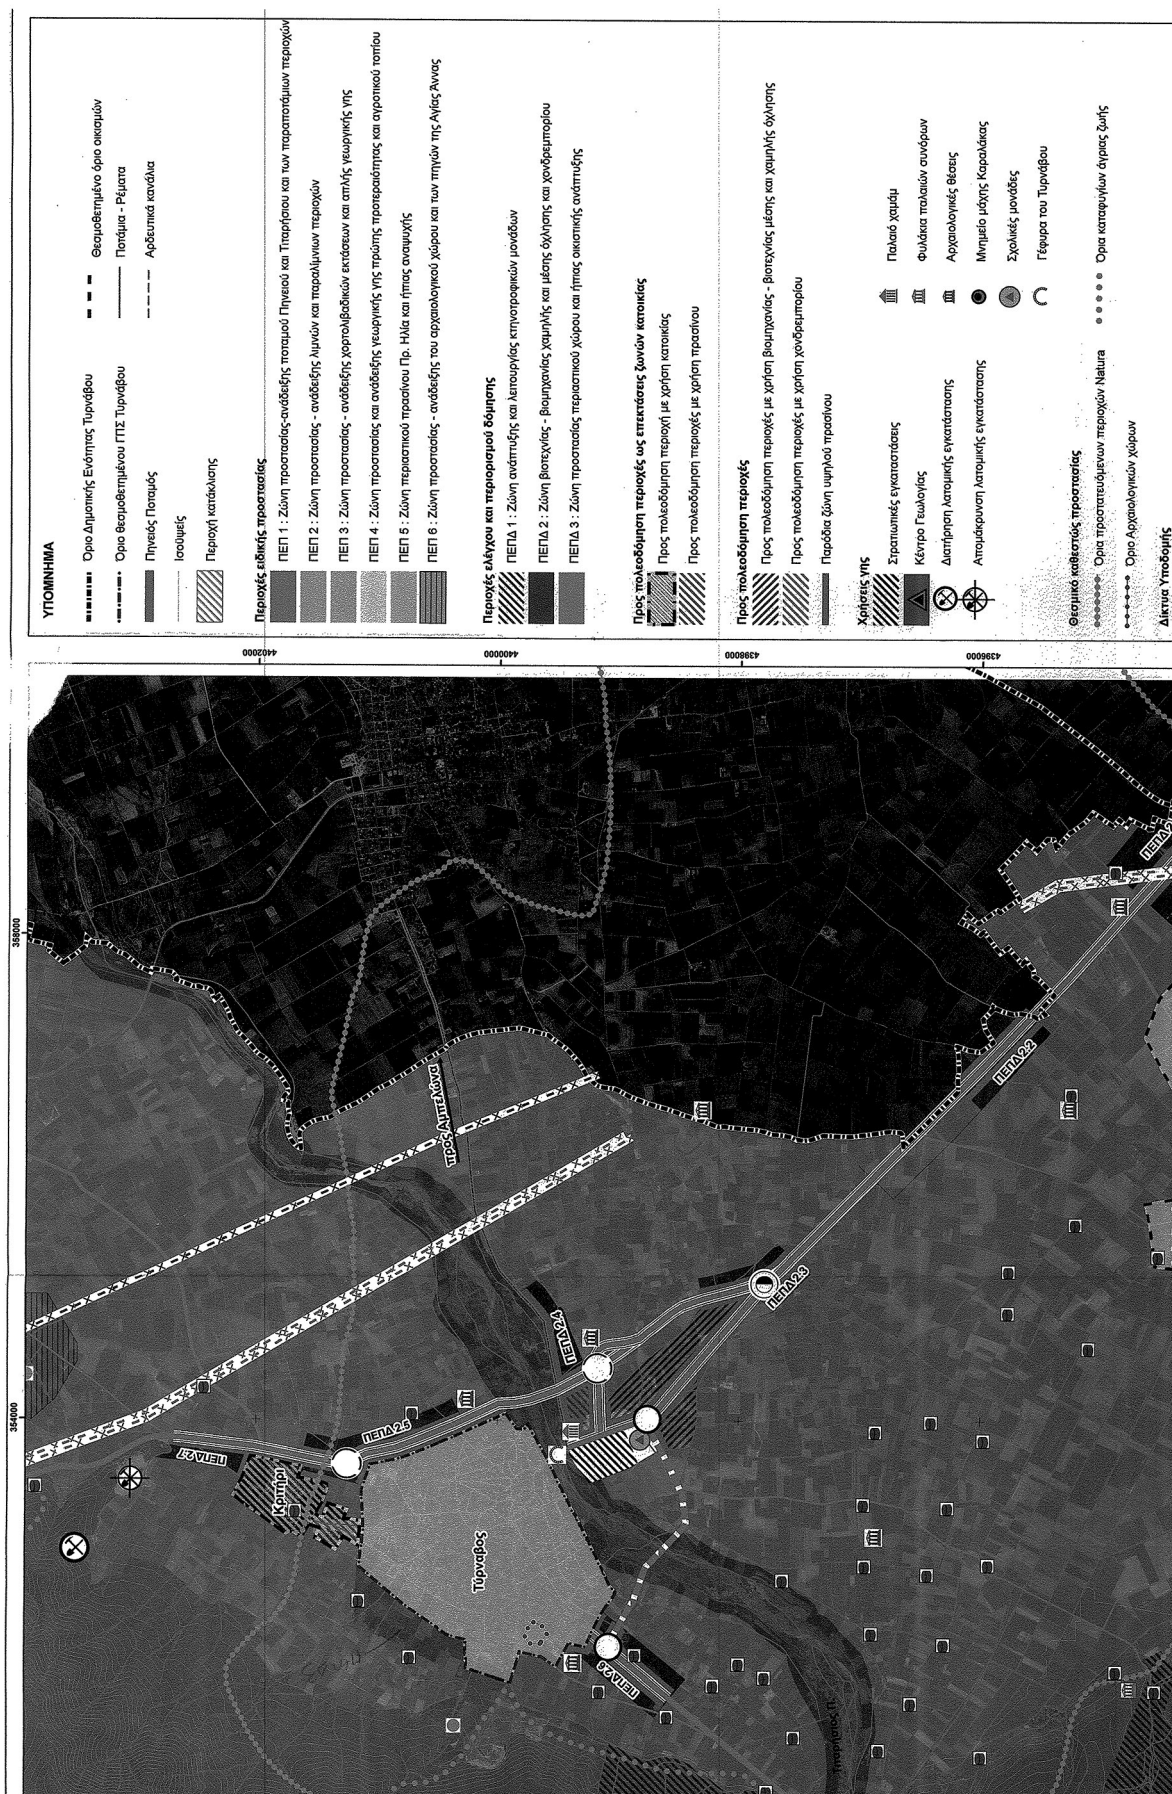 ΥΠΟΜΝΗΜΑ
Όριο Δημοτικής Ενότητας Τυρνάβου
Όριο Θεσμοθετημένου ΓΠΣ Τυρνάβου
Πηνειός Ποταμός
Ισοϋψείς
Περιοχή κατάκλισης
Θεσμοθετημένο όριο οικισμών
Ποτάμια - Ρέματα
Αρδευτικά κανάλια
Περιοχές ειδικής προστασίας
ΠΕΠ 1 : Ζώνη προστασίας-ανάδειξης ποταμού Πηνειού και Τιταρήσιου και των παραποτάμιων περιοχών
ΠΕΠ 2 : Ζώνη προστασίας - ανάδειξης λιμνών και παραλίμνιων περιοχών
ΠΕΠ 3 : Ζώνη προστασίας - ανάδειξης χορτολιβαδικών εκτάσεων και απλής γεωργικής γης
ΠΕΠ 4 : Ζώνη προστασίας και ανάδειξης γεωργικής γης πρώτης προτεραιότητας και αγροτικού τοπίου
ΠΕΠ 5 : Ζώνη περιαστικού πρασίνου Πρ. Ηλία και ήπιας αναψυχής
ΠΕΠ 6 : Ζώνη προστασίας - ανάδειξης του αρχαιολογικού χώρου και των πηγών της Αγίας Άννας
Περιοχές ελέγχου και περιορισμού δόμησης
ΠΕΠΔ 1 : Ζώνη ανάπτυξης και λειτουργίας κτηνοτροφικών μονάδων
ΠΕΠΔ 2 : Ζώνη βιοτεχνίας - βιομηχανίας χαμηλής και μέσης όχλησης και χονδρεμπορίου
ΠΕΠΔ 3 : Ζώνη προστασίας περιαστικού χώρου και ήπιας οικιστικής ανάπτυξης
Προς πολεοδόμηση περιοχές ως επεκτάσεις ζωνών κατοικίας
Προς πολεοδόμηση περιοχή με χρήση κατοικίας
Προς πολεοδόμηση περιοχές με χρήση πρασίνου
Προς πολεοδόμηση περιοχές
Προς πολεοδόμηση περιοχές με χρήση βιομηχανίας - βιοτεχνίας μέσης και χαμηλής όχλησης
Προς πολεοδόμηση περιοχές με χρήση χονδρεμπορίου
Παρόδια ζώνη υψηλού πρασίνου
Χρήσεις γης
Στρατιωτικές εγκαταστάσεις
Κέντρο Γεωλογίας
Διατήρηση λατομικής εγκατάστασης
Απομάκρυνση λατομικής εγκατάστασης
Παλαιό χαμάμ
Φυλάκια παλαιών συνόρων
Αρχαιολογικές θέσεις
Μνημείο μάχης Καραλάκας
Σχολικές μονάδες
Γέφυρα του Τυρνάβου
Θεσμικό καθεστώς προστασίας
Όρια προστατευόμενων περιοχών Natura
Όριο Αρχαιολογικών χώρων
Όρια καταφυγίων άγριας ζωής
Δίκτυα Υποδομής
4402000
4400000
4398000
4396000
358000
354000
προς Αμπελώνα
ΠΕΠΔ 2.7
Κρητήρι
ΠΕΠΔ 2.5
Τύρναβος
ΠΕΠΔ 2.4
ΠΕΠΔ 2.6
ΠΕΠΔ 2.3
ΠΕΠΔ 2.2
Τιταρήσιος Π.